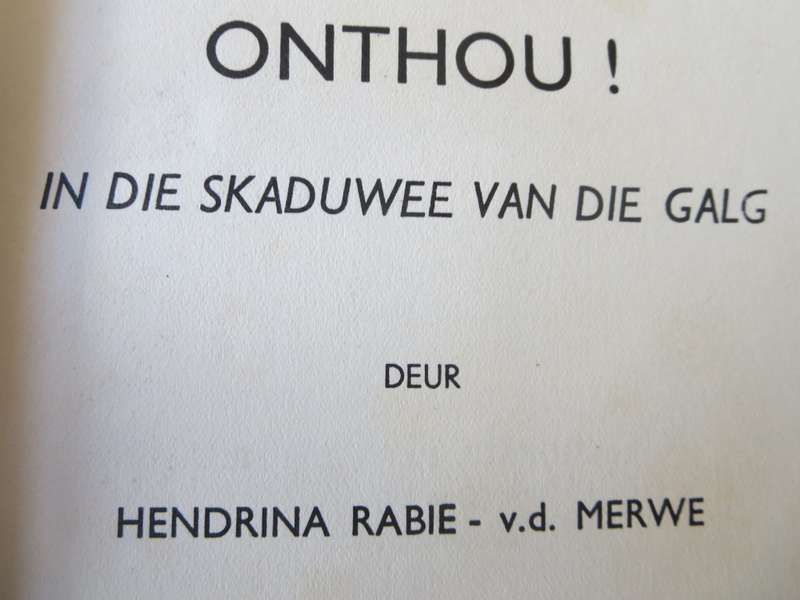 ONTHOU !
IN DIE SKADUWEE VAN DIE GALG
DEUR
HENDRINA RABIE - v.d. MERWE